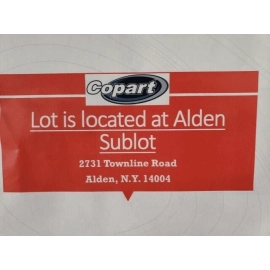 Copart
Lot is located at Alden
Sublot
2731 Townline Road
Alden, N.Y. 14004